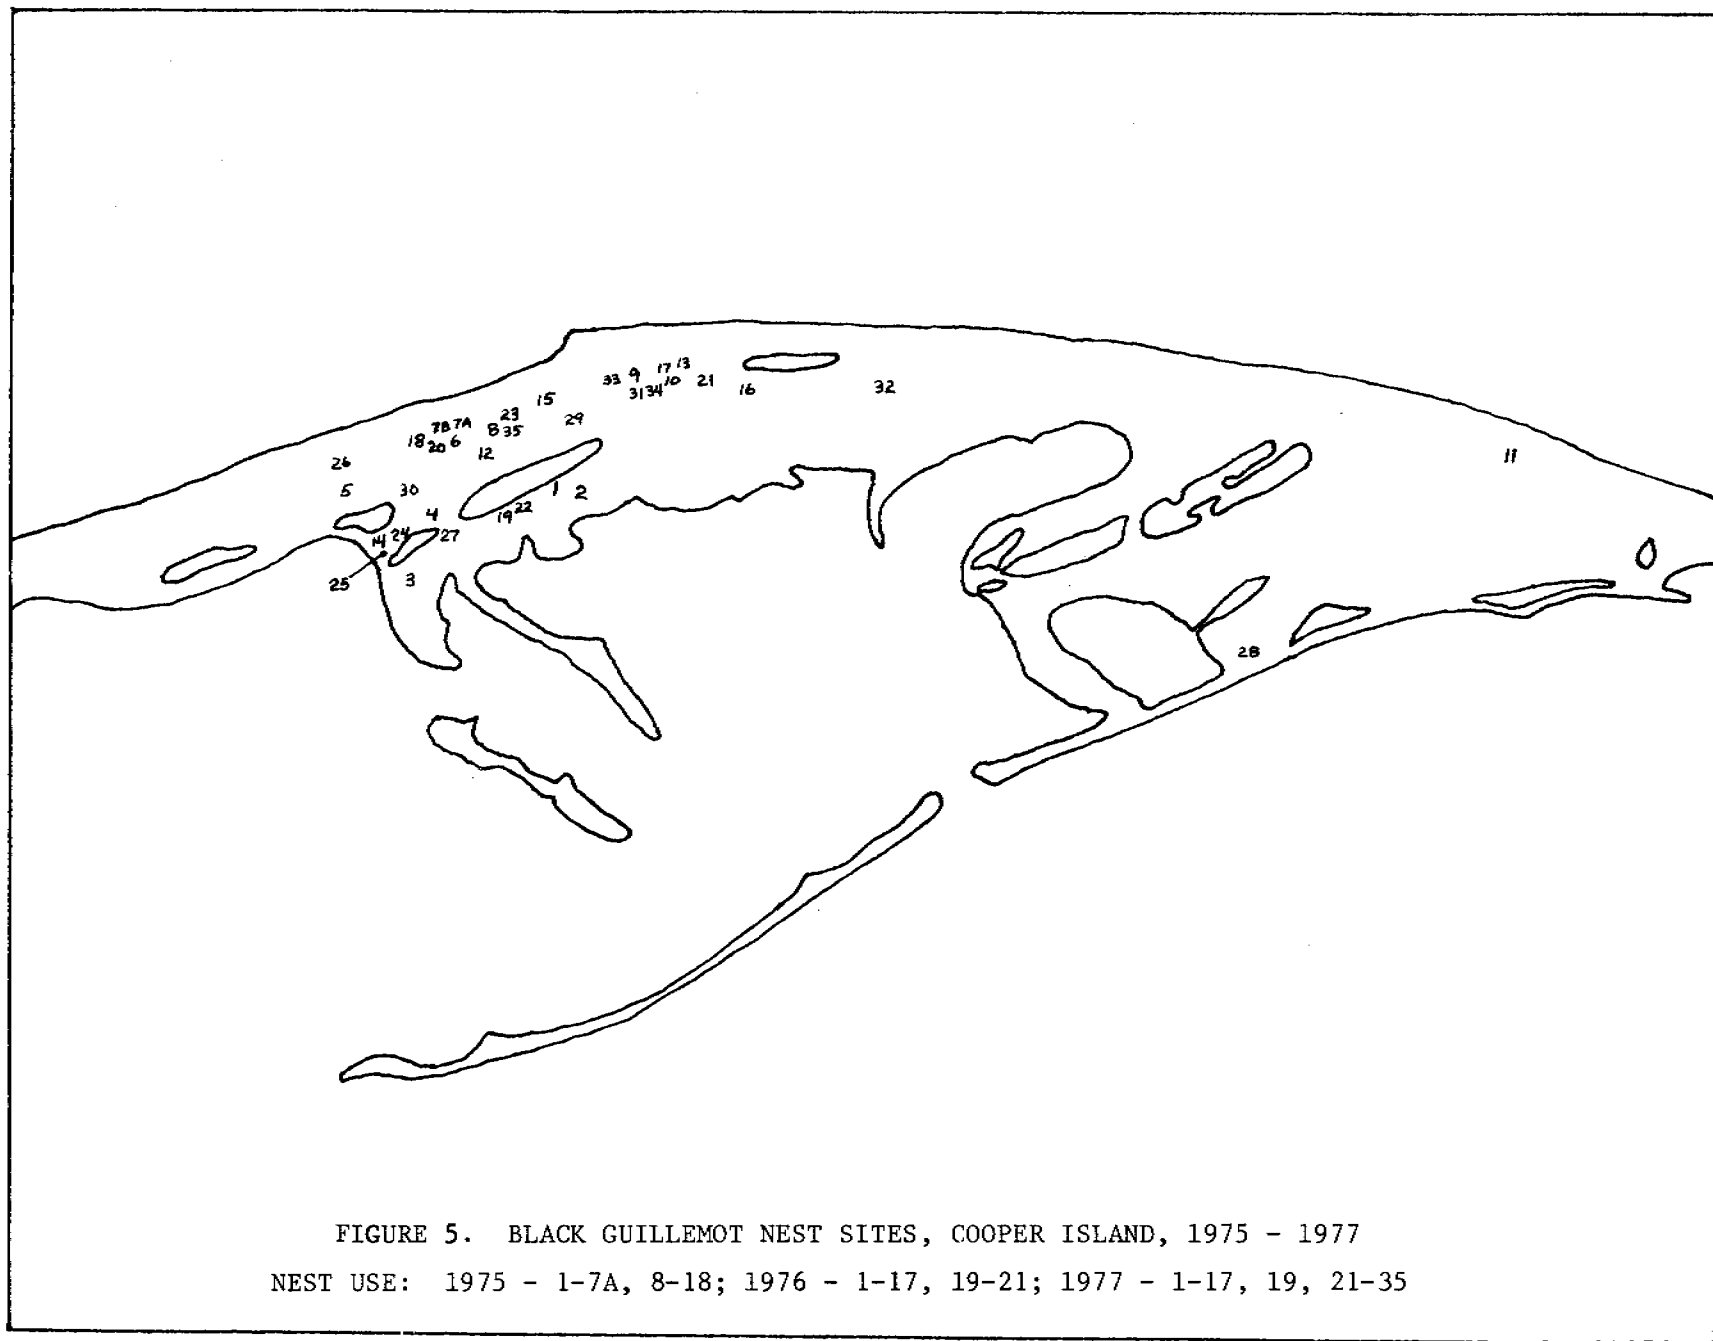 17 13
33 9 10 21
31 34 16 32
15
23 29
7B 7A 8 35
18 20 6 12 11
26
5 30 1 2
4 19 22
14 24 27
25 3
28
FIGURE 5. BLACK GUILLEMOT NEST SITES, COOPER ISLAND, 1975 - 1977
NEST USE: 1975 - 1-7A, 8-18; 1976 - 1-17, 19-21; 1977 - 1-17, 19, 21-35